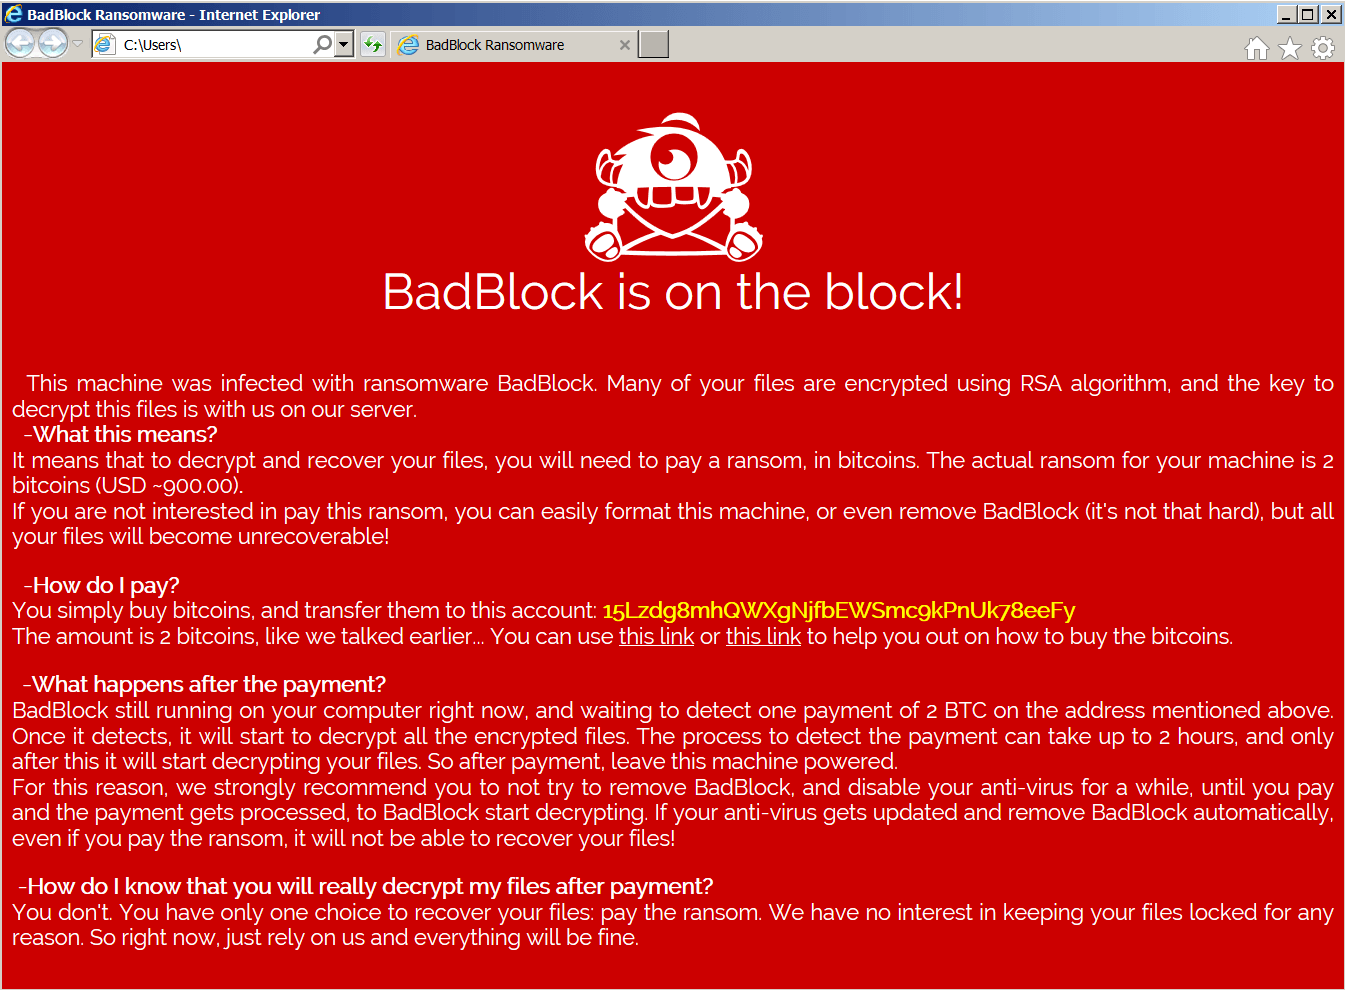 BadBlock Ransomware - Internet Explorer
C:\Users\
BadBlock Ransomware
BadBlock is on the block!
This machine was infected with ransomware BadBlock. Many of your files are encrypted using RSA algorithm, and the key to
decrypt this files is with us on our server.
-What this means?
It means that to decrypt and recover your files, you will need to pay a ransom, in bitcoins. The actual ransom for your machine is 2
bitcoins (USD ~900.00).
If you are not interested in pay this ransom, you can easily format this machine, or even remove BadBlock (it's not that hard), but all
your files will become unrecoverable!
-How do I pay?
You simply buy bitcoins, and transfer them to this account: 15Lzdg8mhQWXgNjfbEWSmc9kPnUk78eeFy
The amount is 2 bitcoins, like we talked earlier... You can use this link or this link to help you out on how to buy the bitcoins.
-What happens after the payment?
BadBlock still running on your computer right now, and waiting to detect one payment of 2 BTC on the address mentioned above.
Once it detects, it will start to decrypt all the encrypted files. The process to detect the payment can take up to 2 hours, and only
after this it will start decrypting your files. So after payment, leave this machine powered.
For this reason, we strongly recommend you to not try to remove BadBlock, and disable your anti-virus for a while, until you pay
and the payment gets processed, to BadBlock start decrypting. If your anti-virus gets updated and remove BadBlock automatically,
even if you pay the ransom, it will not be able to recover your files!
-How do I know that you will really decrypt my files after payment?
You don't. You have only one choice to recover your files: pay the ransom. We have no interest in keeping your files locked for any
reason. So right now, just rely on us and everything will be fine.